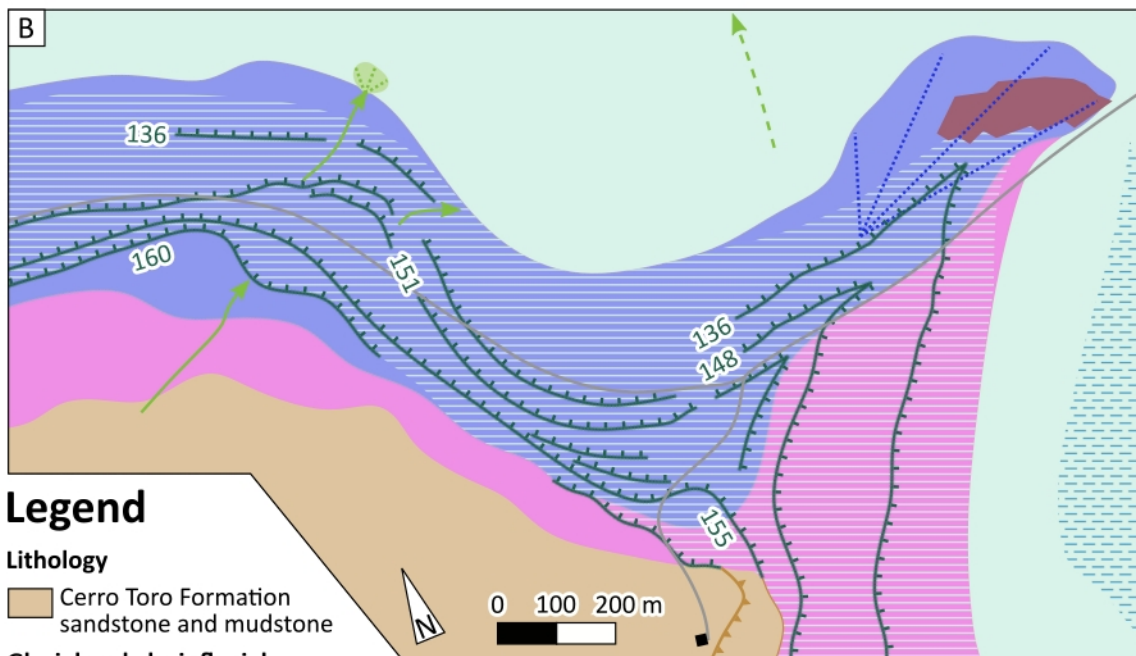 B
136
160
151
136
148
155
Legend
Lithology
Cerro Toro Formation
sandstone and mudstone
N
0 100 200 m